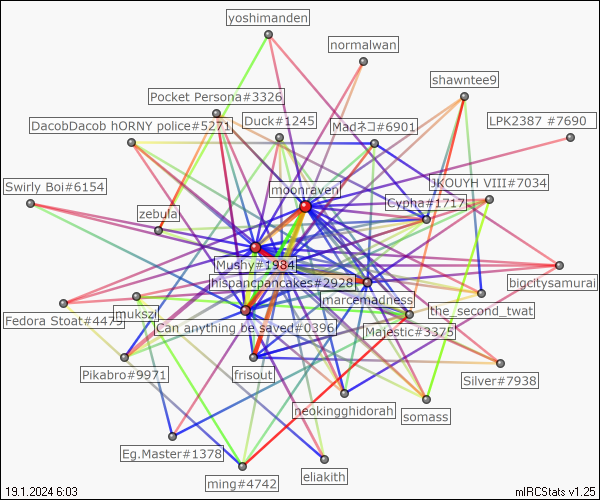 yoshimanden
normalwan
shawntee9
Pocket Persona#3326
Duck#1245
Madネコ#6901
LPK2387 #7690
DacobDacob hORNY police#5271
JKOUYH VIII#7034
Swirly Boi#6154
moonraven
Cypha#1717
zebula
Mushy#1984
hispancpancakes#2928
bigcitysamurai
marcemadness
the_second_twat
Fedora Stoat#4475
mukszi
Can anything be saved#0396
Majestic#3375
Pikabro#9971
frisout
Silver#7938
neokingghidorah
somass
Eg.Master#1378
eliakith
ming#4742
19.1.2024 6:03
mIRCStats v1.25